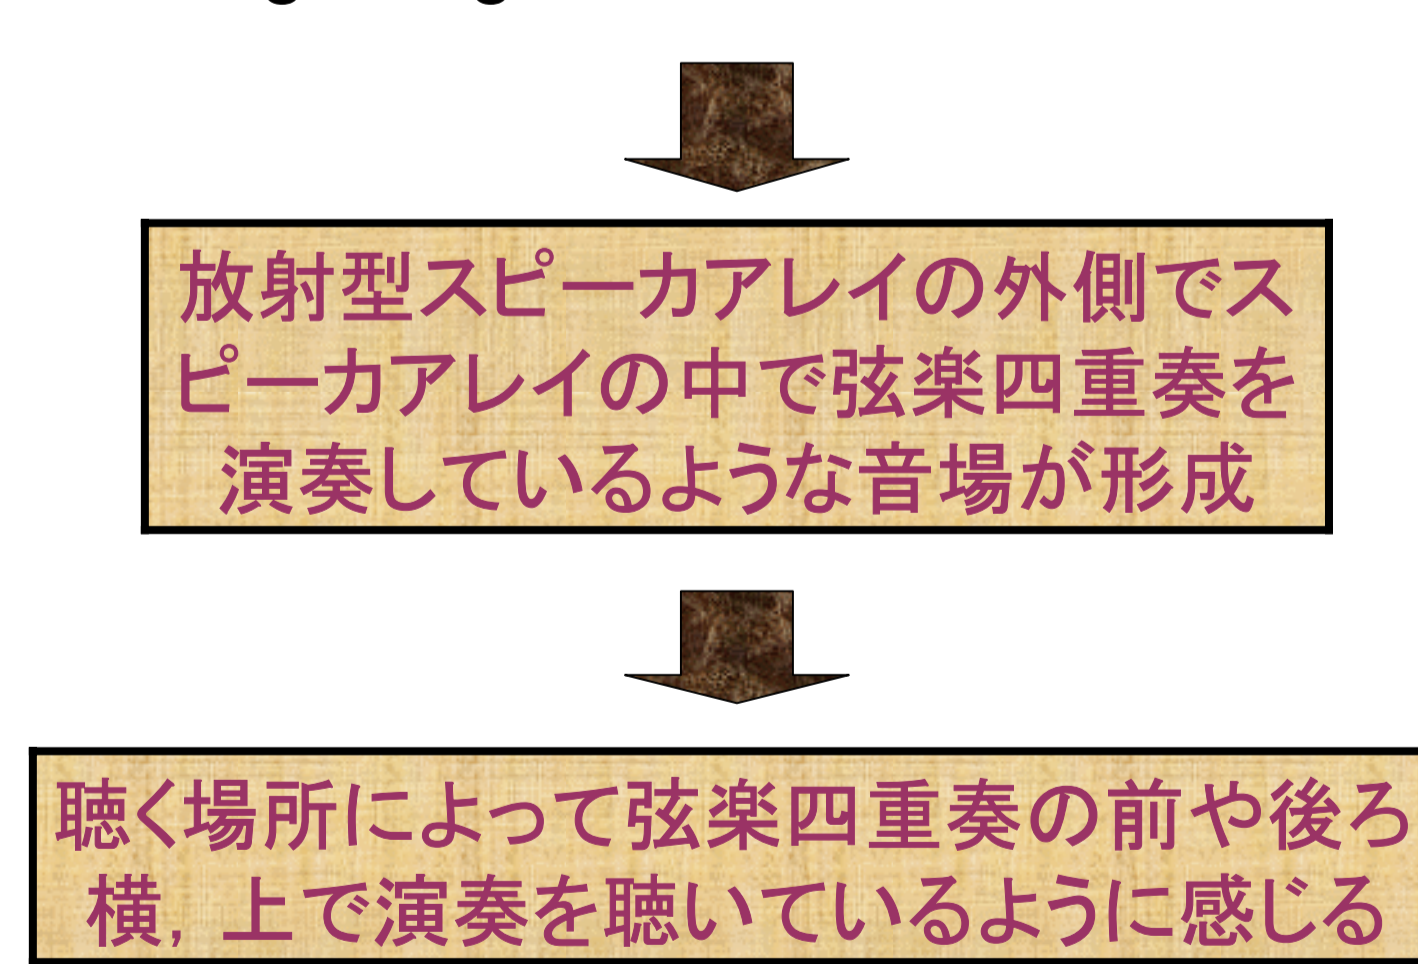 放射型スピーカアレイの外側でス
ピーカアレイの中で弦楽四重奏を
演奏しているような音場が形成
聴く場所によって弦楽四重奏の前や後ろ
横，上で演奏を聴いているように感じる